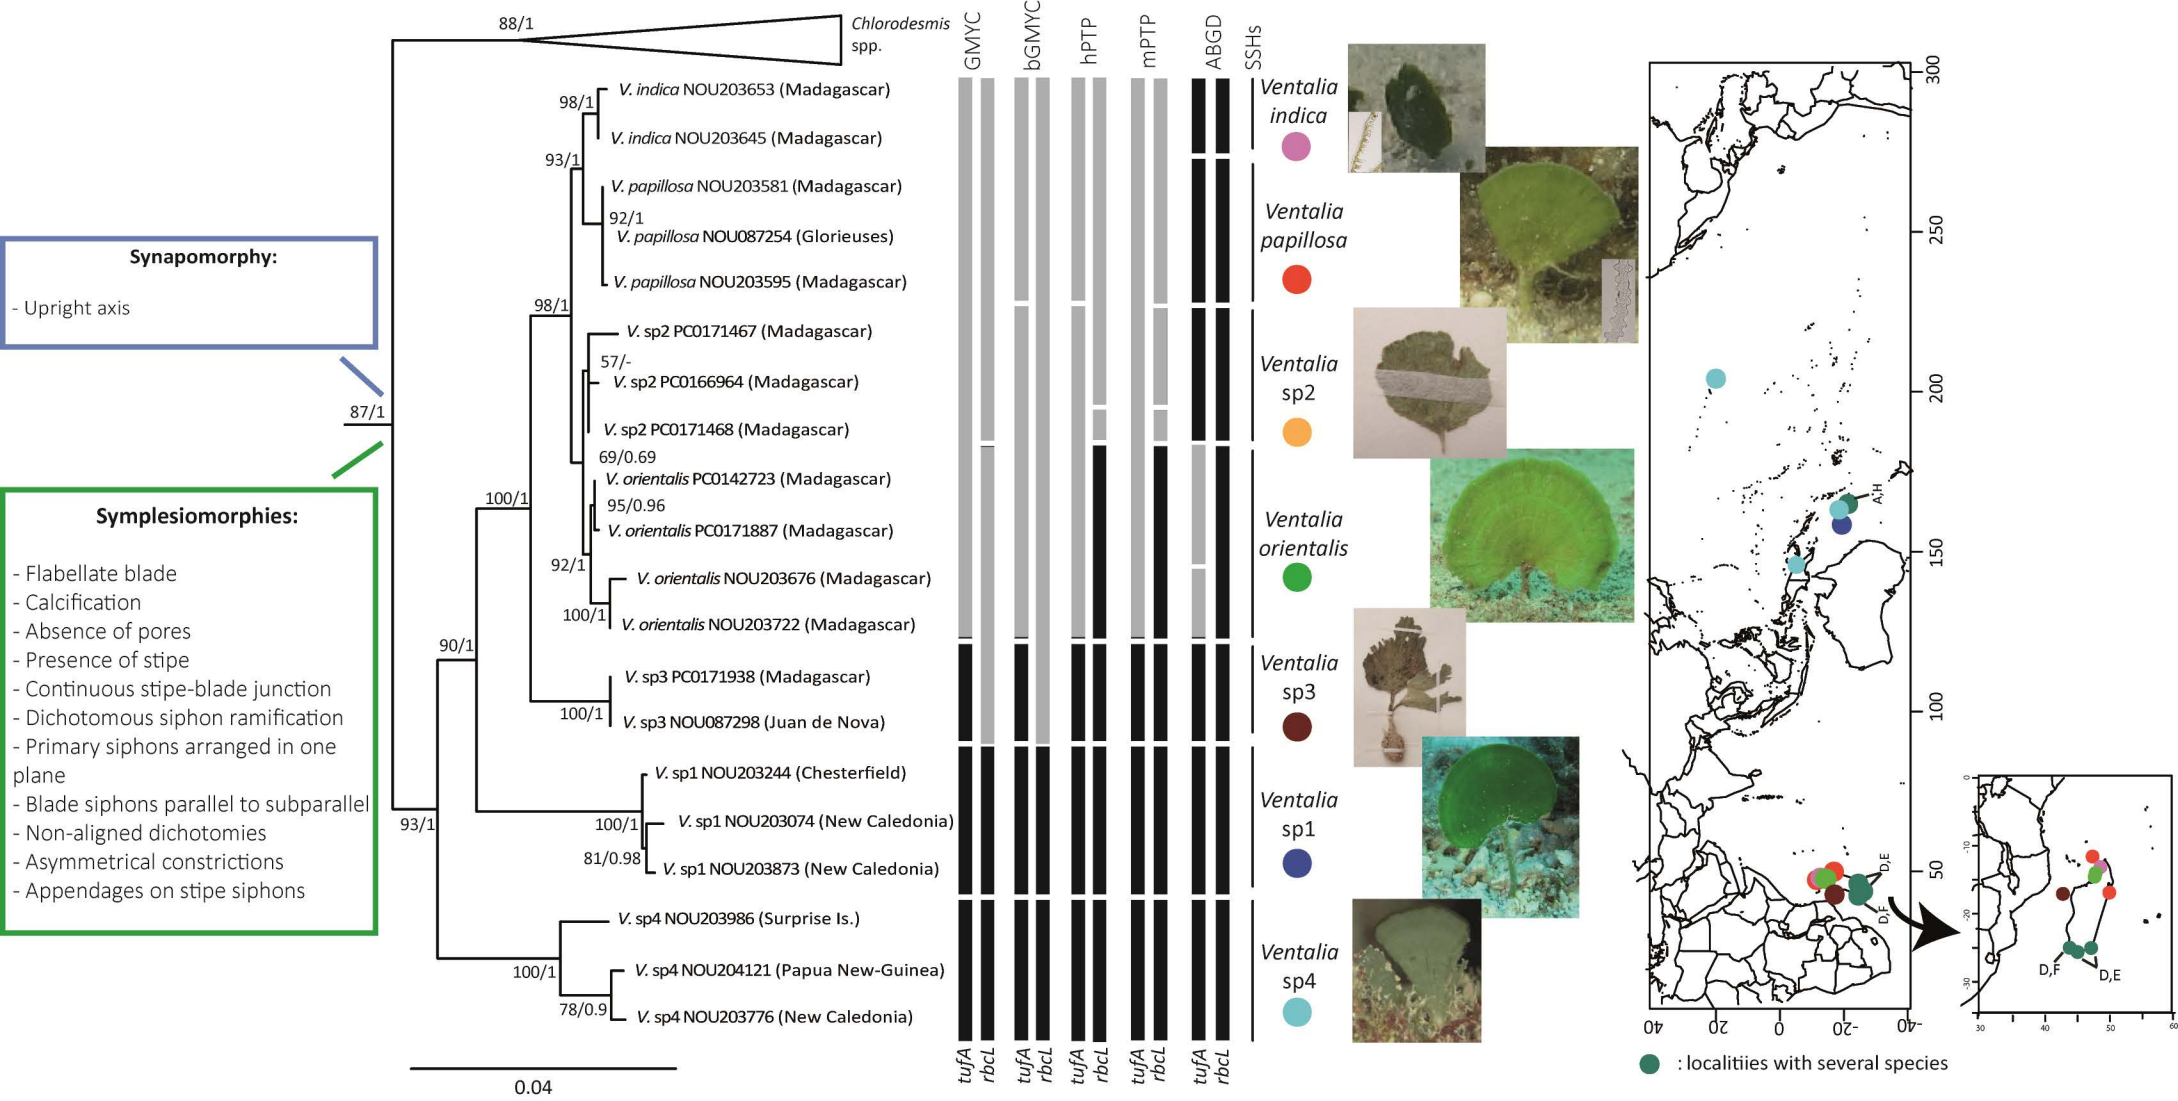 88/1
Chlorodesmis
spp.
GMYC
bGMYC
hPTP
mPTP
ABGD
SSHs
98/1
V. indica NOU203653 (Madagascar)
V. indica NOU203645 (Madagascar)
93/1
V. papillosa NOU203581 (Madagascar)
92/1
V. papillosa NOU087254 (Glorieuses)
V. papillosa NOU203595 (Madagascar)
98/1
V. sp2 PC0171467 (Madagascar)
57/-
V. sp2 PC0166964 (Madagascar)
V. sp2 PC0171468 (Madagascar)
69/0.69
V. orientalis PC0142723 (Madagascar)
95/0.96
V. orientalis PC0171887 (Madagascar)
92/1
V. orientalis NOU203676 (Madagascar)
100/1
V. orientalis NOU203722 (Madagascar)
100/1
90/1
V. sp3 PC0171938 (Madagascar)
100/1
V. sp3 NOU087298 (Juan de Nova)
V. sp1 NOU203244 (Chesterfield)
100/1
V. sp1 NOU203074 (New Caledonia)
81/0.98
V. sp1 NOU203873 (New Caledonia)
93/1
87/1
V. sp4 NOU203986 (Surprise Is.)
100/1
V. sp4 NOU204121 (Papua New-Guinea)
78/0.9
V. sp4 NOU203776 (New Caledonia)
0.04
Synapomorphy:
- Upright axis
Symplesiomorphies:
- Flabellate blade
- Calcification
- Absence of pores
- Presence of stipe
- Continuous stipe-blade junction
- Dichotomous siphon ramification
- Primary siphons arranged in one
plane
- Blade siphons parallel to subparallel
- Non-aligned dichotomies
- Asymmetrical constrictions
- Appendages on stipe siphons
tufA
rbcL
tufA
rbcL
tufA
rbcL
tufA
rbcL
tufA
rbcL
Ventalia
indica
Ventalia
papillosa
Ventalia
sp2
Ventalia
orientalis
Ventalia
sp3
Ventalia
sp1
Ventalia
sp4
300
250
200
150
100
50
40
20
0
-20
-40
A,H
D,E
D,F
0
-10
-20
-30
30
40
50
60
D,F
D,E
: localitiies with several species